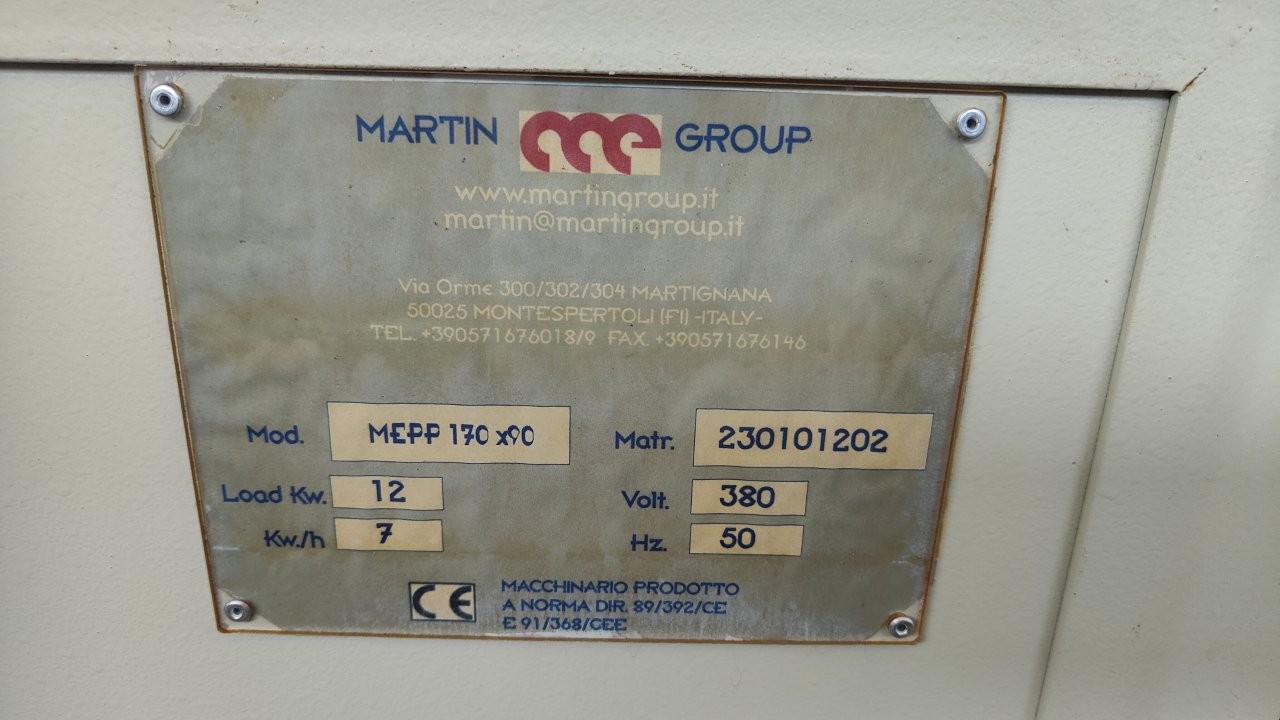 MARTIN GROUP
www.martingroup.it
martin@martingroup.it
Via Orme 300/302/304 MARTIGNANA
50025 MONTESPERTOLI (FI) -ITALY-
TEL. +390571676018/9 FAX. +390571676146
Mod. MEPP 170 x90 Matr. 230101202
Load Kw. 12 Volt. 380
Kw./h 7 Hz. 50
CE MACCHINARIO PRODOTTO
A NORMA DIR. 89/392/CE
E 91/368/CEE